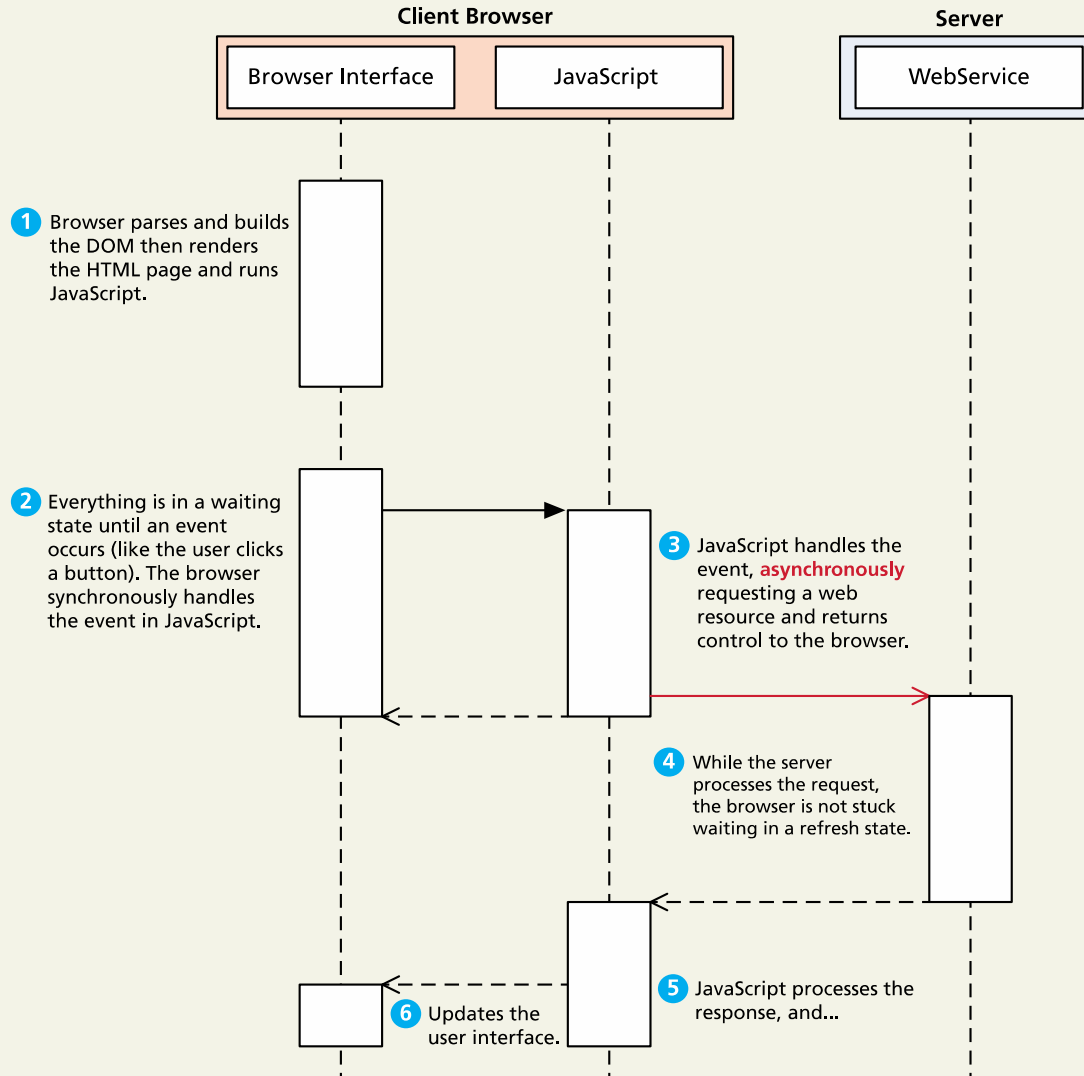 Client Browser
Server
Browser Interface
JavaScript
WebService
1 Browser parses and builds
the DOM then renders
the HTML page and runs
JavaScript.
2 Everything is in a waiting
state until an event
occurs (like the user clicks
a button). The browser
synchronously handles
the event in JavaScript.
3 JavaScript handles the
event, asynchronously
requesting a web
resource and returns
control to the browser.
4 While the server
processes the request,
the browser is not stuck
waiting in a refresh state.
5 JavaScript processes the
response, and...
6 Updates the
user interface.